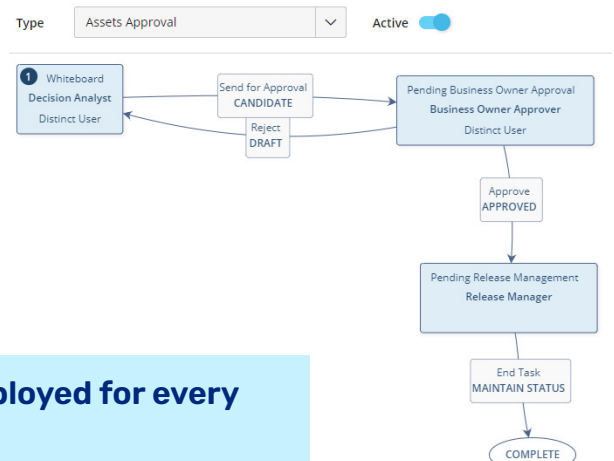 Type
Assets Approval
Active
1
Whiteboard
Decision Analyst
Distinct User
Send for Approval
CANDIDATE
Reject
DRAFT
Pending Business Owner Approval
Business Owner Approver
Distinct User
Approve
APPROVED
Pending Release Management
Release Manager
End Task
MAINTAIN STATUS
COMPLETE
ployed for every